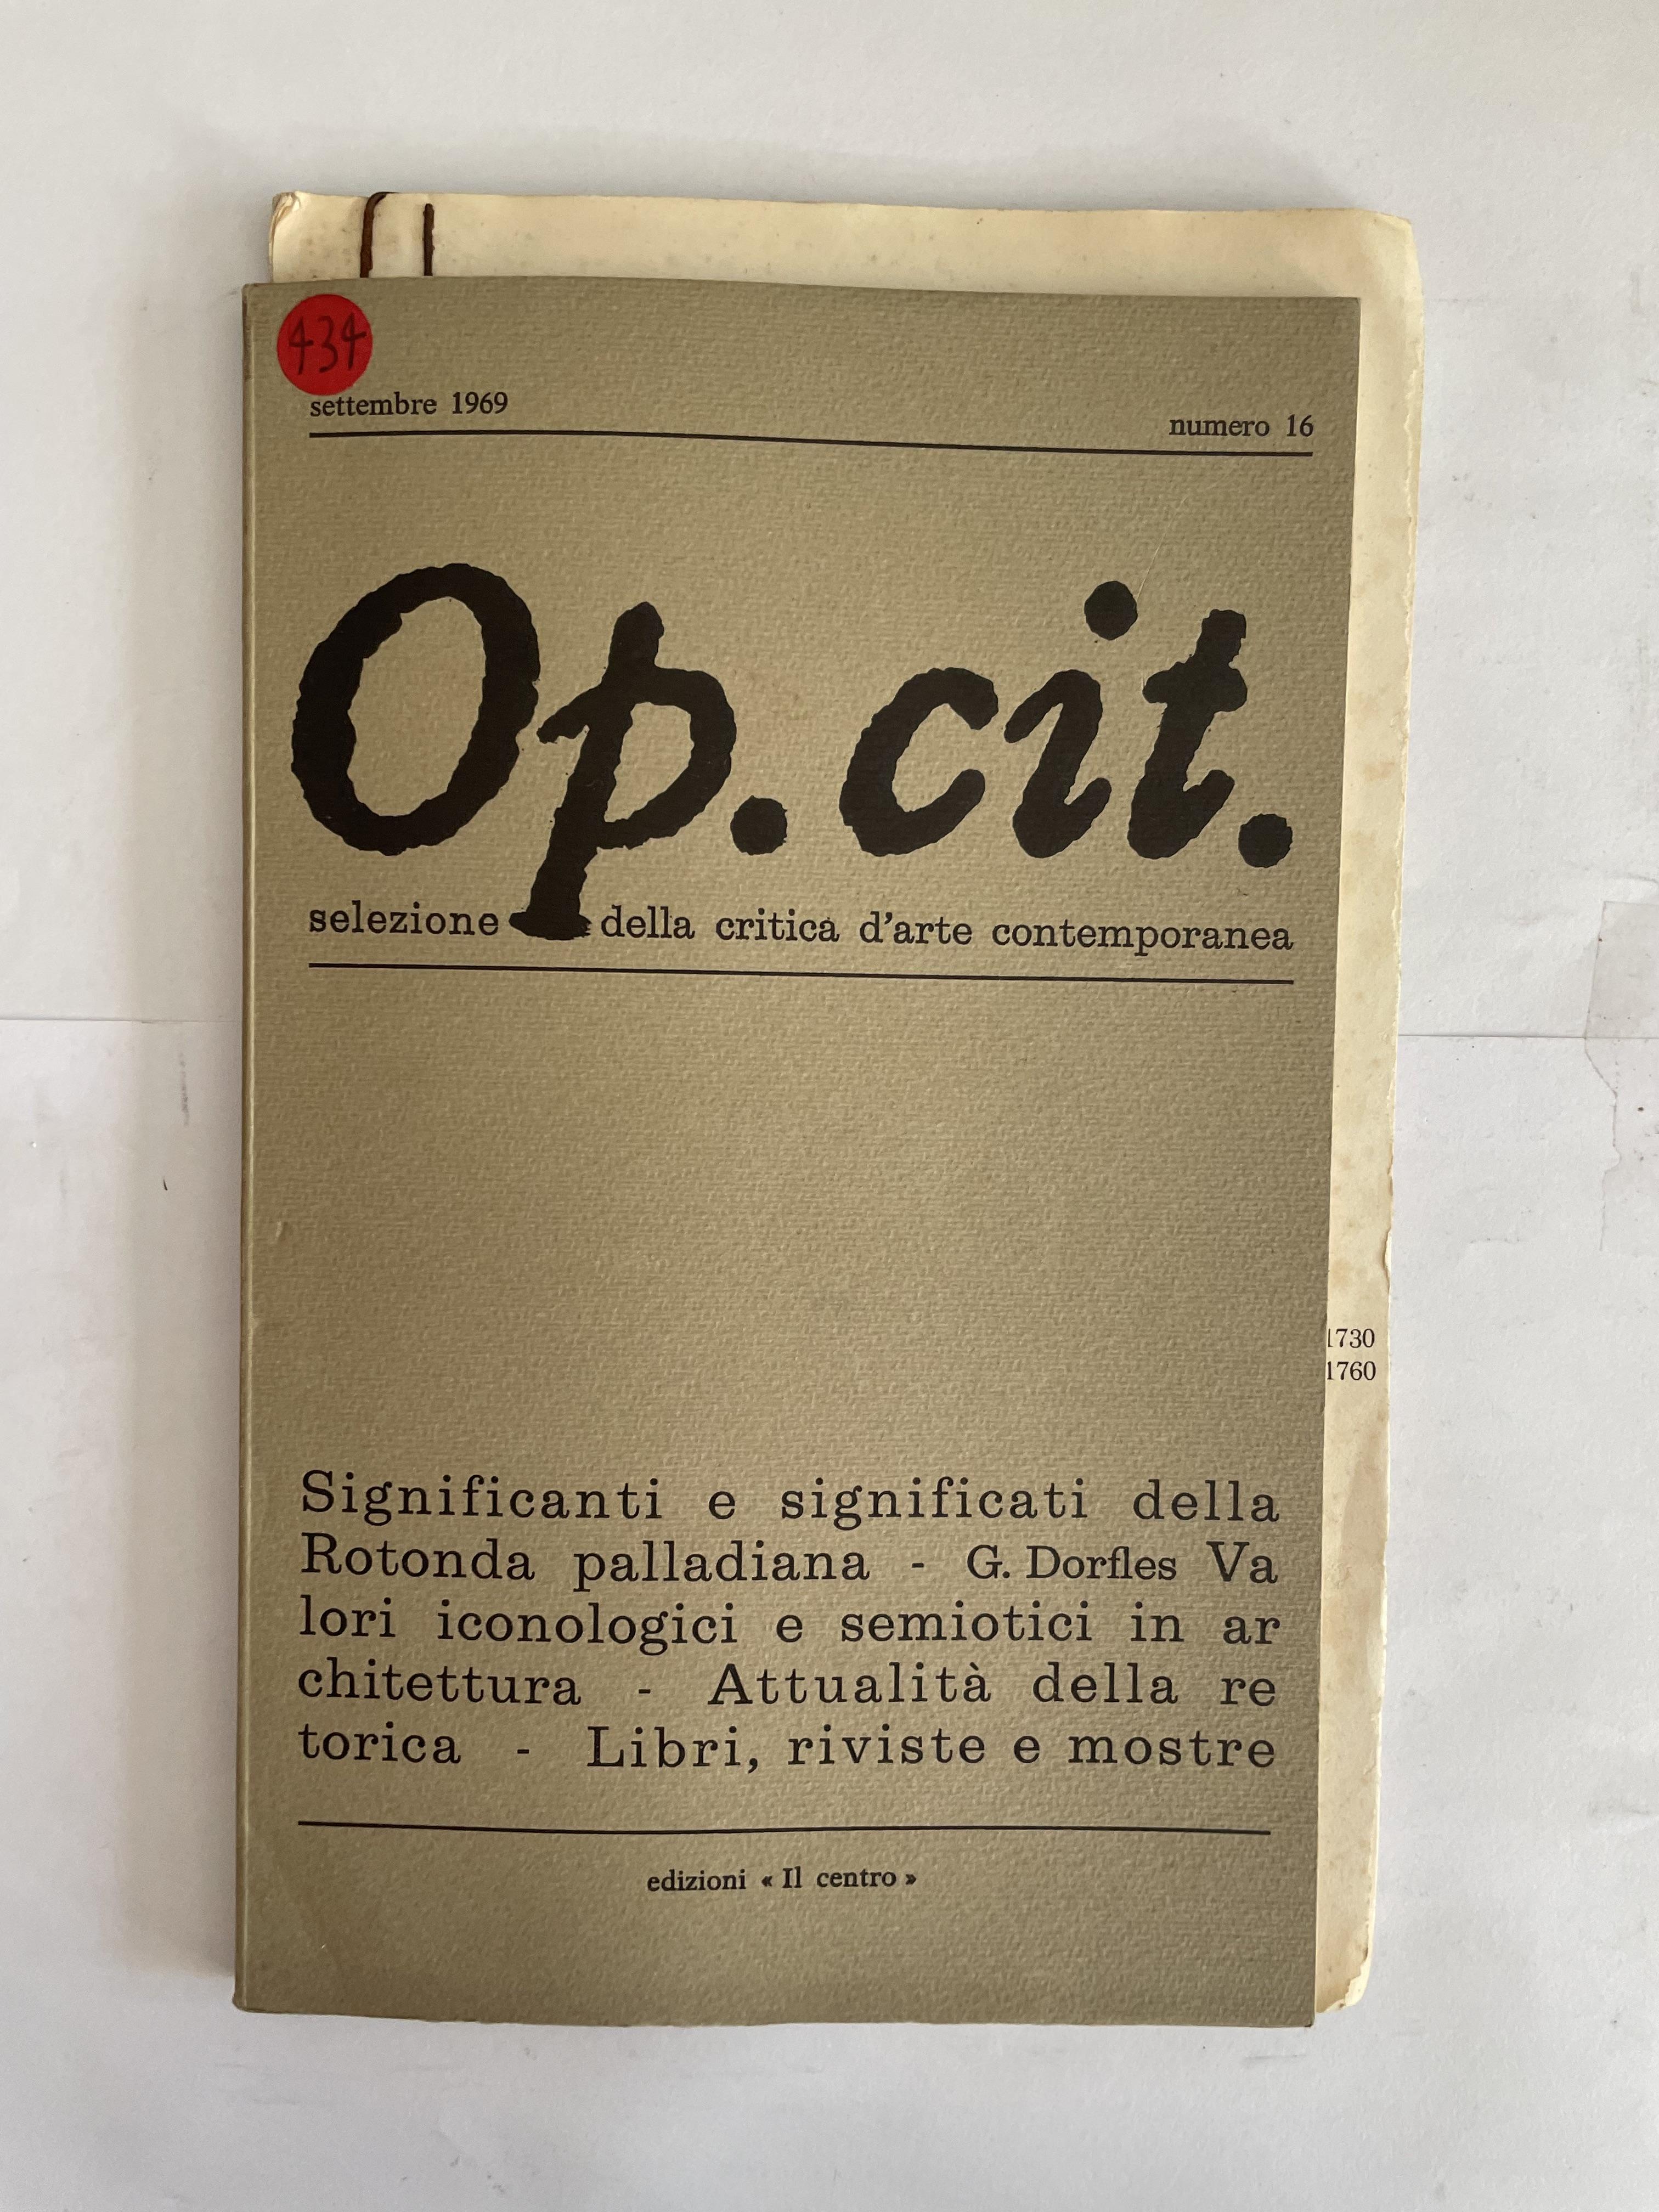 434
settembre 1969
numero 16
Op. cit.
selezione della critica d'arte contemporanea
1730
1760
Significanti e significati della
Rotonda palladiana - G. Dorfles Va
lori iconologici e semiotici in ar
chitettura - Attualità della re
torica - Libri, riviste e mostre
edizioni « Il centro »